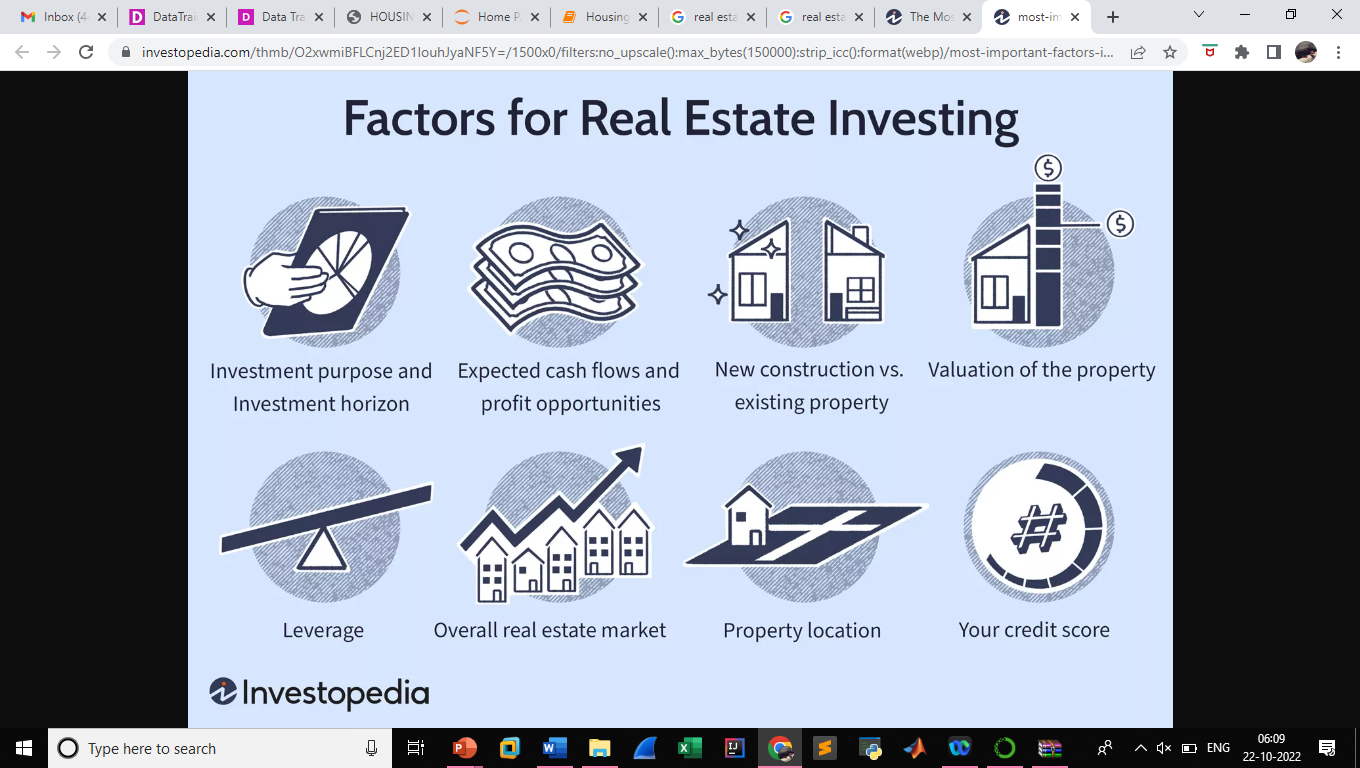 Inbox (4
DataTrai
Data Tra
HOUSIN
Home P
Housing
real esta
real esta
The Mos
most-im
investopedia.com/thmb/O2xwmiBFLCnj2ED1IouhJyaNF5Y=/1500x0/filters:no_upscale():max_bytes(150000):strip_icc():format(webp)/most-important-factors-i...
Factors for Real Estate Investing
$
$
Investment purpose and
Investment horizon
Expected cash flows and
profit opportunities
New construction vs.
existing property
Valuation of the property
#
Leverage
Overall real estate market
Property location
Your credit score
Investopedia
Type here to search
ENG
06:09
22-10-2022